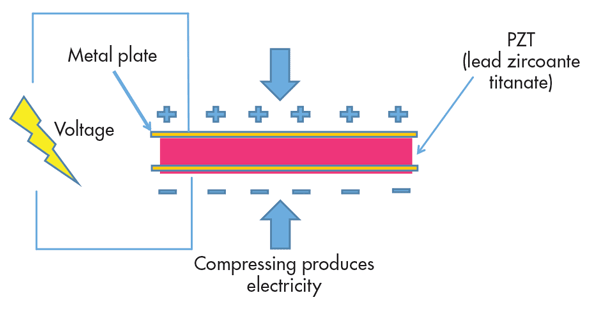 Metal plate
PZT
(lead zircoante
titanate)
Voltage
Compressing produces
electricity